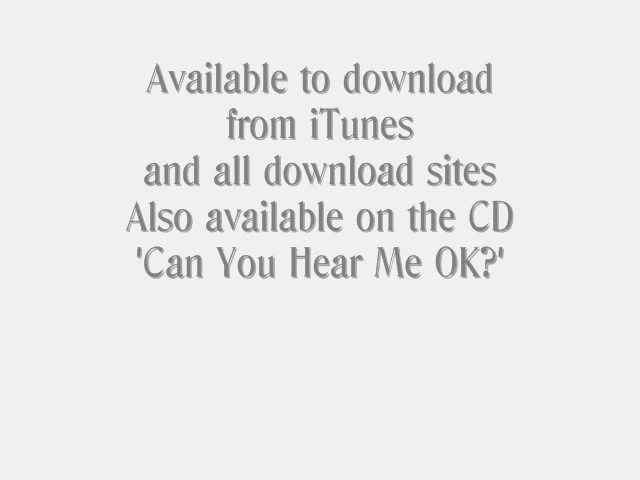 Available to download
from iTunes
and all download sites
Also available on the CD
'Can You Hear Me OK?'